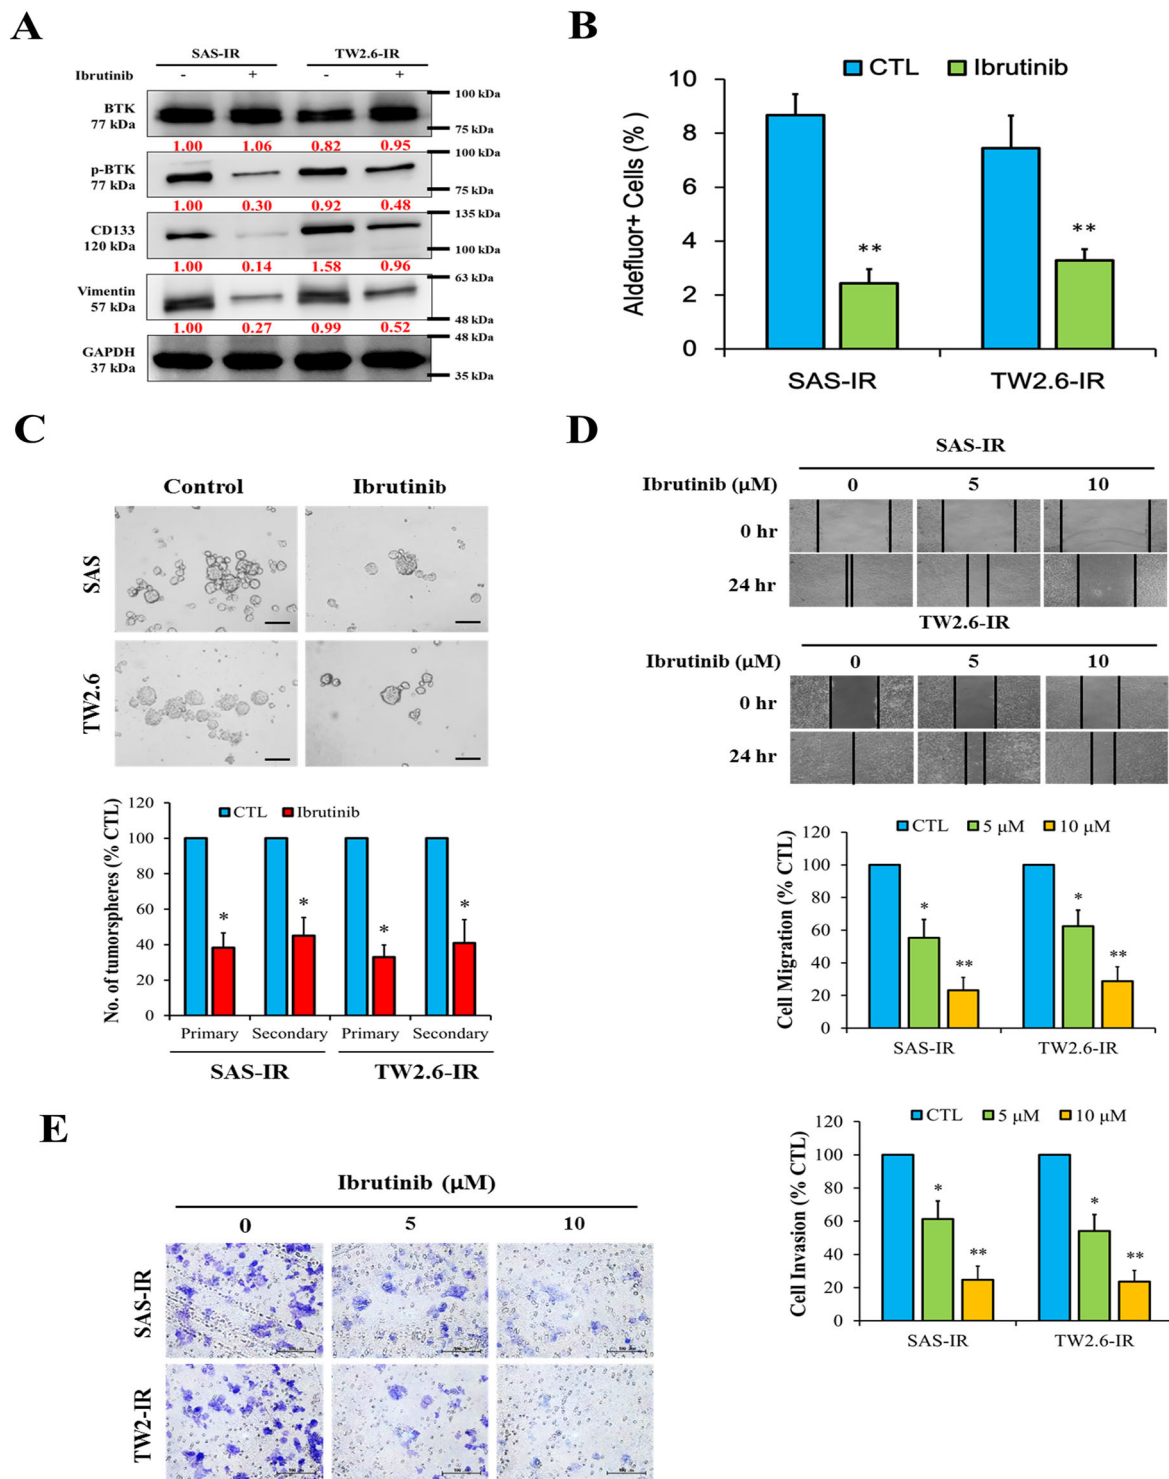 A
SAS-IR TW2.6-IR
Ibrutinib - + - +
BTK
77 kDa
100 kDa
75 kDa
1.00 1.06 0.82 0.95
p-BTK
77 kDa
100 kDa
75 kDa
1.00 0.30 0.92 0.48
CD133
120 kDa
135 kDa
100 kDa
1.00 0.14 1.58 0.96
Vimentin
57 kDa
63 kDa
48 kDa
1.00 0.27 0.99 0.52
GAPDH
37 kDa
48 kDa
35 kDa
B
CTL Ibrutinib
Aldefluor+ Cells (%)
10
8
6
4
2
0
** **
SAS-IR TW2.6-IR
C
Control Ibrutinib
SAS
TW2.6
CTL Ibrutinib
No. of tumorspheres (% CTL)
120
100
80
60
40
20
0
* * * *
Primary Secondary Primary Secondary
SAS-IR TW2.6-IR
D
SAS-IR
Ibrutinib (μM) 0 5 10
0 hr
24 hr
TW2.6-IR
Ibrutinib (μM) 0 5 10
0 hr
24 hr
CTL 5 μM 10 μM
Cell Migration (% CTL)
120
100
80
60
40
20
0
* ** * **
SAS-IR TW2.6-IR
E
Ibrutinib (μM)
0 5 10
SAS-IR
TW2-IR
CTL 5 μM 10 μM
Cell Invasion (% CTL)
120
100
80
60
40
20
0
* ** * **
SAS-IR TW2.6-IR